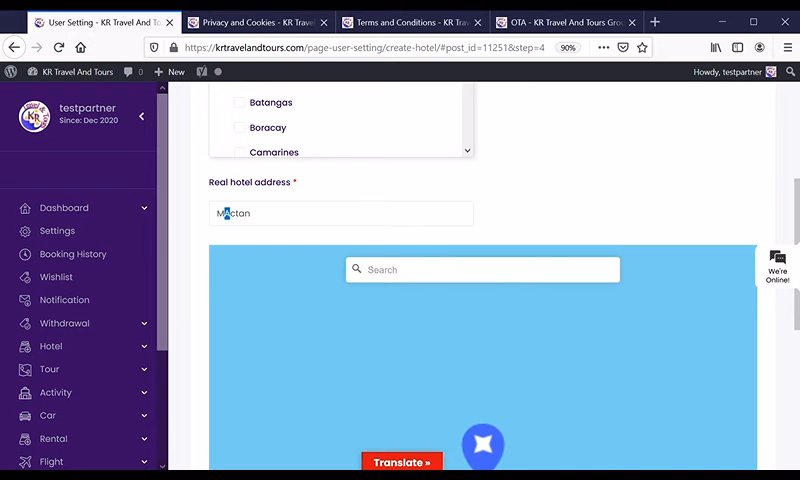 User Setting - KR Travel And To
Privacy and Cookies - KR Travel
Terms and Conditions - KR Trav
OTA - KR Travel And Tours Grou
https://krtravelandtours.com/page-user-setting/create-hotel/#post_id=11251&step=4
90%
KR Travel And Tours
0
New
Howdy, testpartner
testpartner
Since: Dec 2020
Dashboard
Settings
Booking History
Wishlist
Notification
Withdrawal
Hotel
Tour
Activity
Car
Rental
Flight
Batangas
Boracay
Camarines
Real hotel address *
MActan
Search
We're
Online!
Translate »